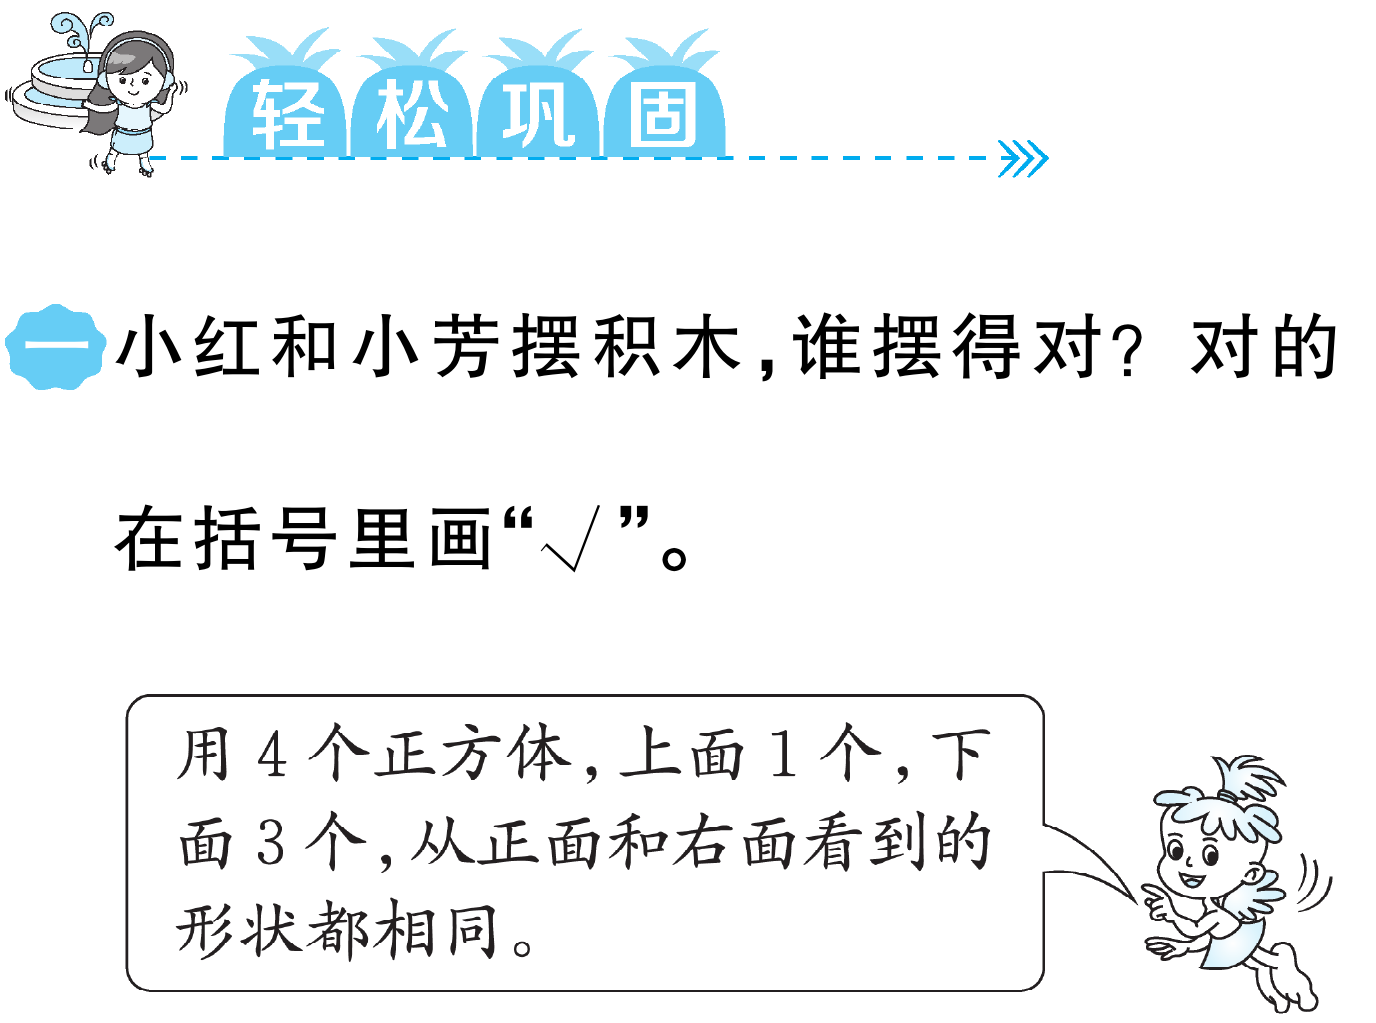 轻松巩固
一 小红和小芳摆积木,谁摆得对? 对的
在括号里画“√”。
用 4 个正方体,上面 1 个,下
面 3 个,从正面和右面看到的
形状都相同。